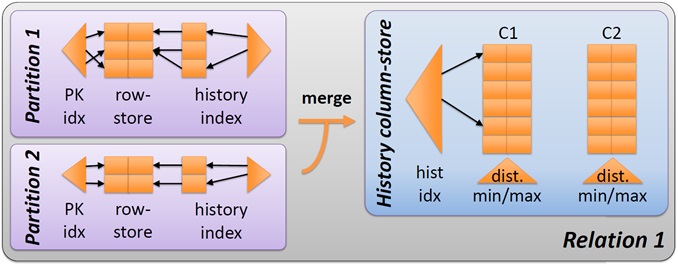 Partition 1
PK
idx
row-
store
history
index
Partition 2
PK
idx
row-
store
history
index
merge
History column-store
C1
C2
hist
idx
dist.
min/max
dist.
min/max
Relation 1